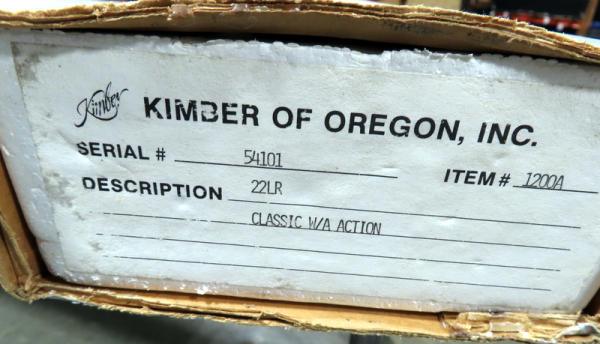 Kimber
KIMBER OF OREGON, INC.
SERIAL # 54101 ITEM # 1200A
DESCRIPTION 22LR
CLASSIC W/A ACTION